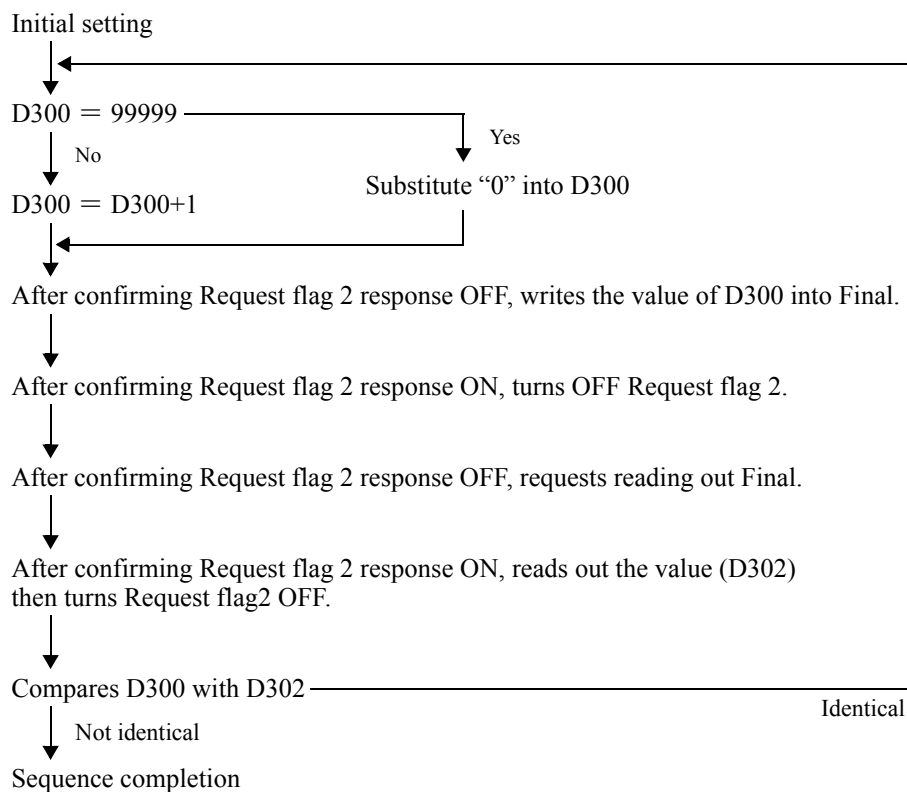 Initial setting
D300 = 99999
Yes
No
Substitute “0” into D300
D300 = D300+1
After confirming Request flag 2 response OFF, writes the value of D300 into Final.
After confirming Request flag 2 response ON, turns OFF Request flag 2.
After confirming Request flag 2 response OFF, requests reading out Final.
After confirming Request flag 2 response ON, reads out the value (D302)
then turns Request flag2 OFF.
Compares D300 with D302
Identical
Not identical
Sequence completion